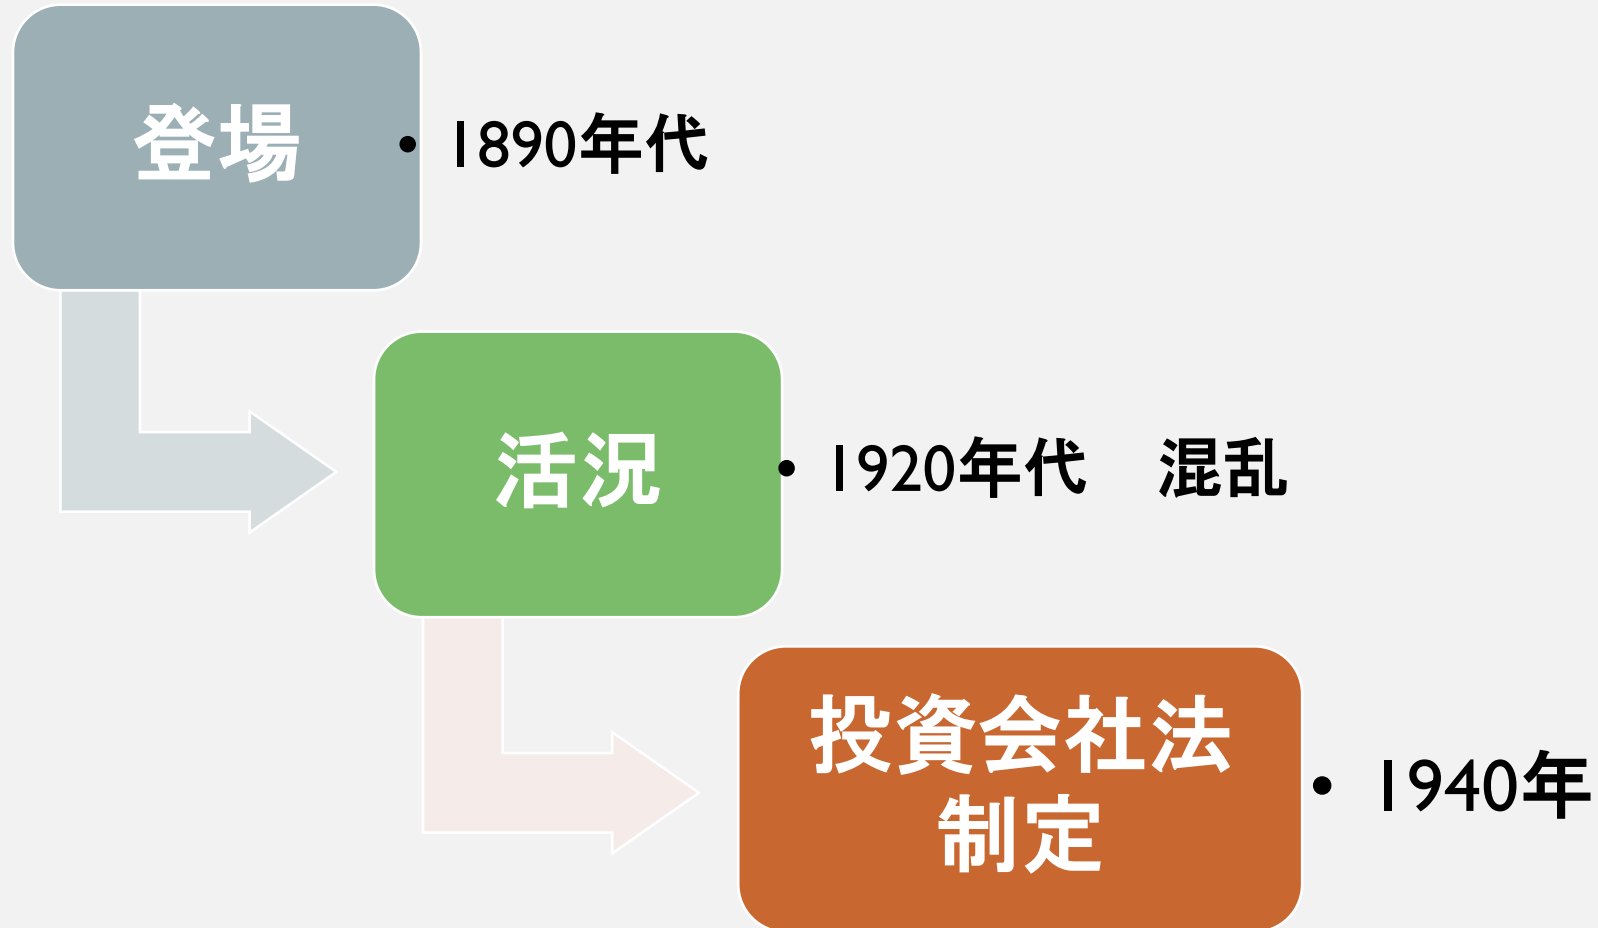 登場
• 1890年代
活況
• 1920年代　混乱
投資会社法
制定
• 1940年